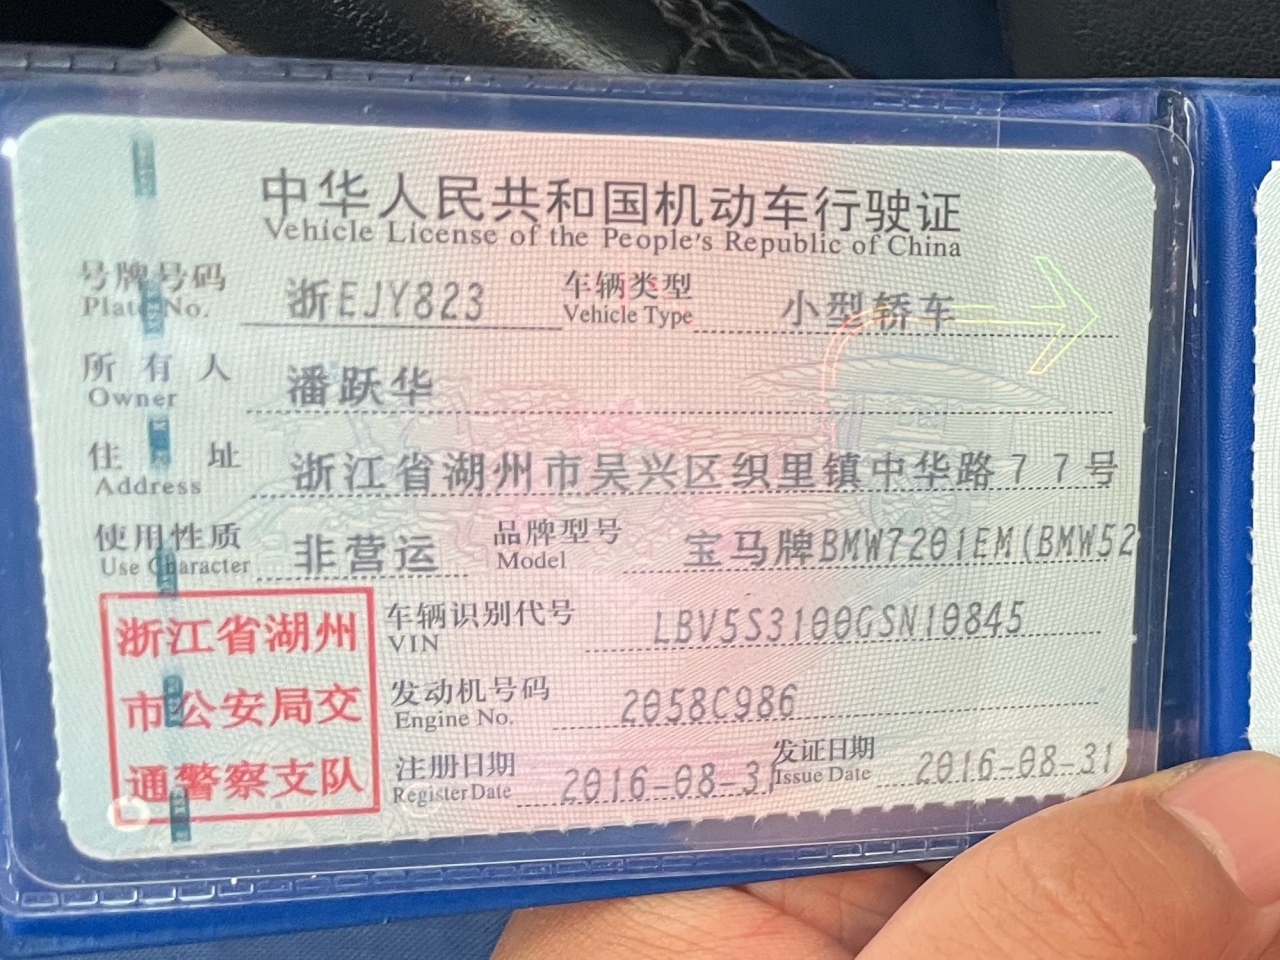 中华人民共和国机动车行驶证
Vehicle License of the People's Republic of China
号牌号码 浙EJY823 车辆类型 小型轿车
Plate No. Vehicle Type
所有人 潘跃华
Owner
住址 浙江省湖州市吴兴区织里镇中华路77号
Address
使用性质 非营运 品牌型号 宝马牌BMW7201EM(BMW52
Use Character Model
浙江省湖州
市公安局交
通警察支队
车辆识别代号 LBV5S3100GSN10845
VIN
发动机号码 2058C986
Engine No.
注册日期 2016-08-31 发证日期 2016-08-31
Register Date Issue Date